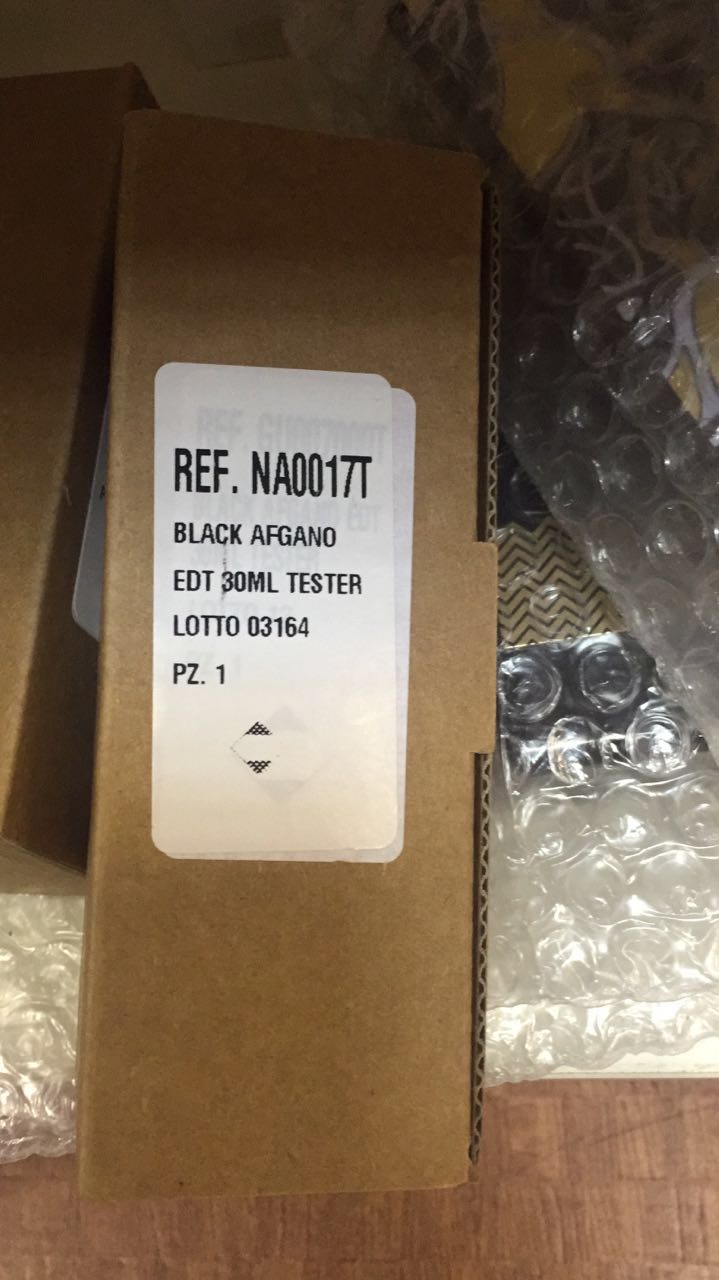 REF. NA0017T
BLACK AFGANO
EDT 30ML TESTER
LOTTO 03164
PZ. 1